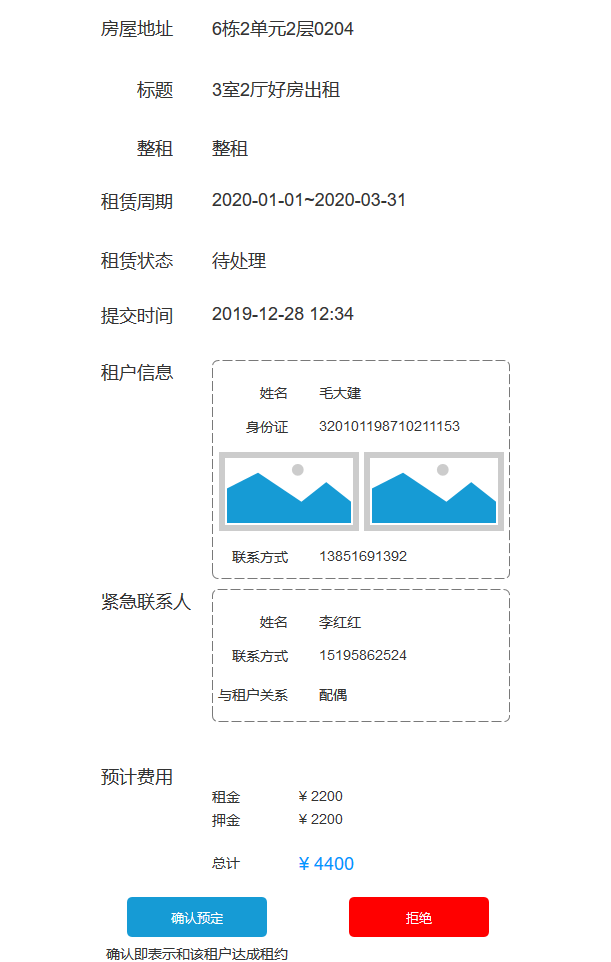 房屋地址 6栋2单元2层0204
标题 3室2厅好房出租
整租 整租
租赁周期 2020-01-01~2020-03-31
租赁状态 待处理
提交时间 2019-12-28 12:34
租户信息
姓名 毛大建
身份证 320101198710211153
联系方式 13851691392
紧急联系人
姓名 李红红
联系方式 15195862524
与租户关系 配偶
预计费用
租金 ¥ 2200
押金 ¥ 2200
总计 ¥ 4400
确认预定 拒绝
确认即表示和该租户达成租约